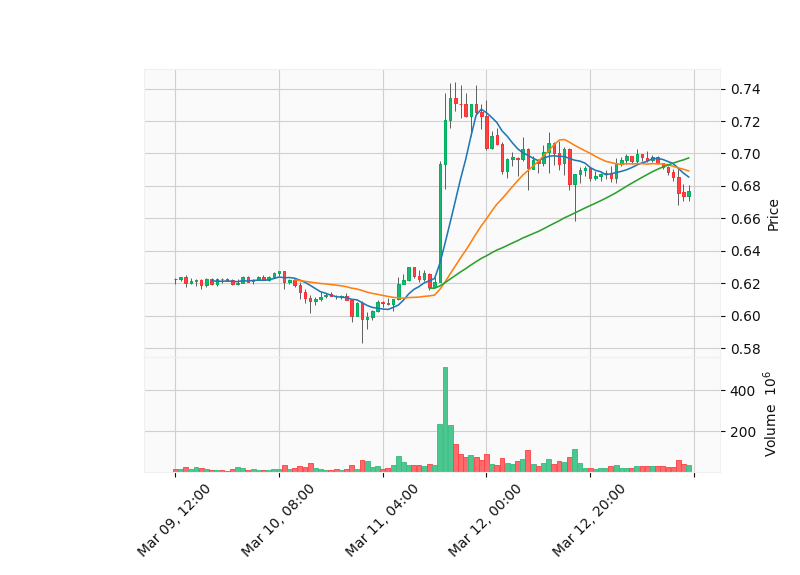 0.74
0.72
0.70
0.68
0.66
0.64
0.62
0.60
0.58
Price
400
200
Volume 10⁶
Mar 09, 12:00
Mar 10, 08:00
Mar 11, 04:00
Mar 12, 00:00
Mar 12, 20:00